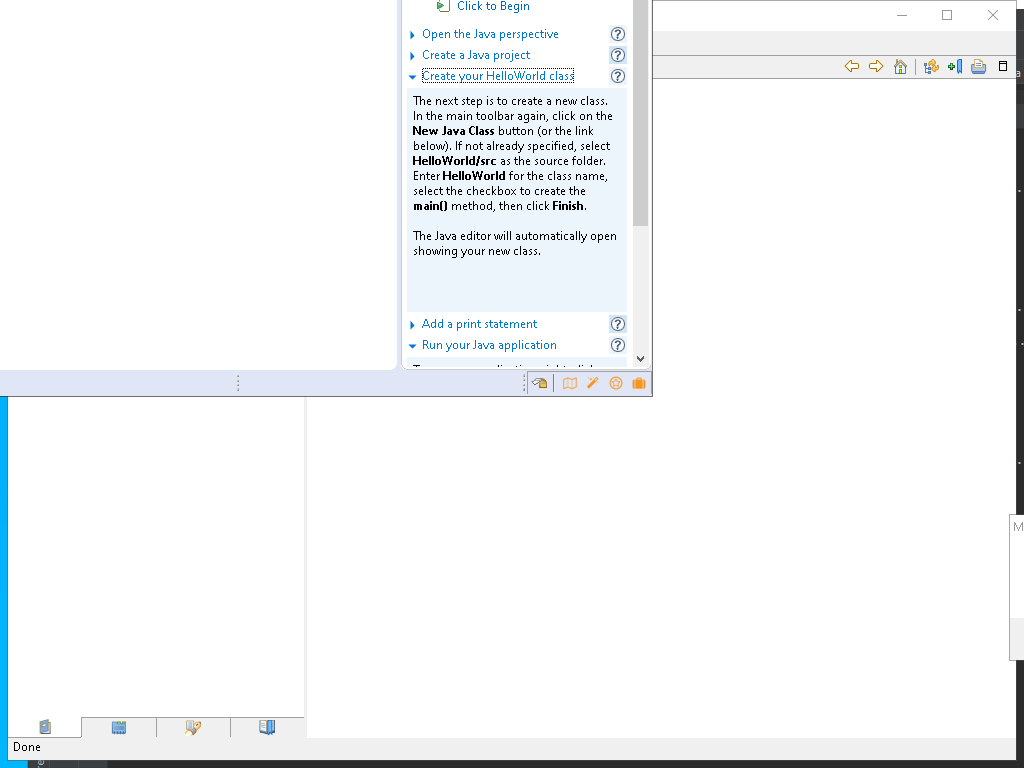 Click to Begin
Open the Java perspective
Create a Java project
Create your HelloWorld class
The next step is to create a new class.
In the main toolbar again, click on the
New Java Class button (or the link
below). If not already specified, select
HelloWorld/src as the source folder.
Enter HelloWorld for the class name,
select the checkbox to create the
main() method, then click Finish.
The Java editor will automatically open
showing your new class.
Add a print statement
Run your Java application
M
Done